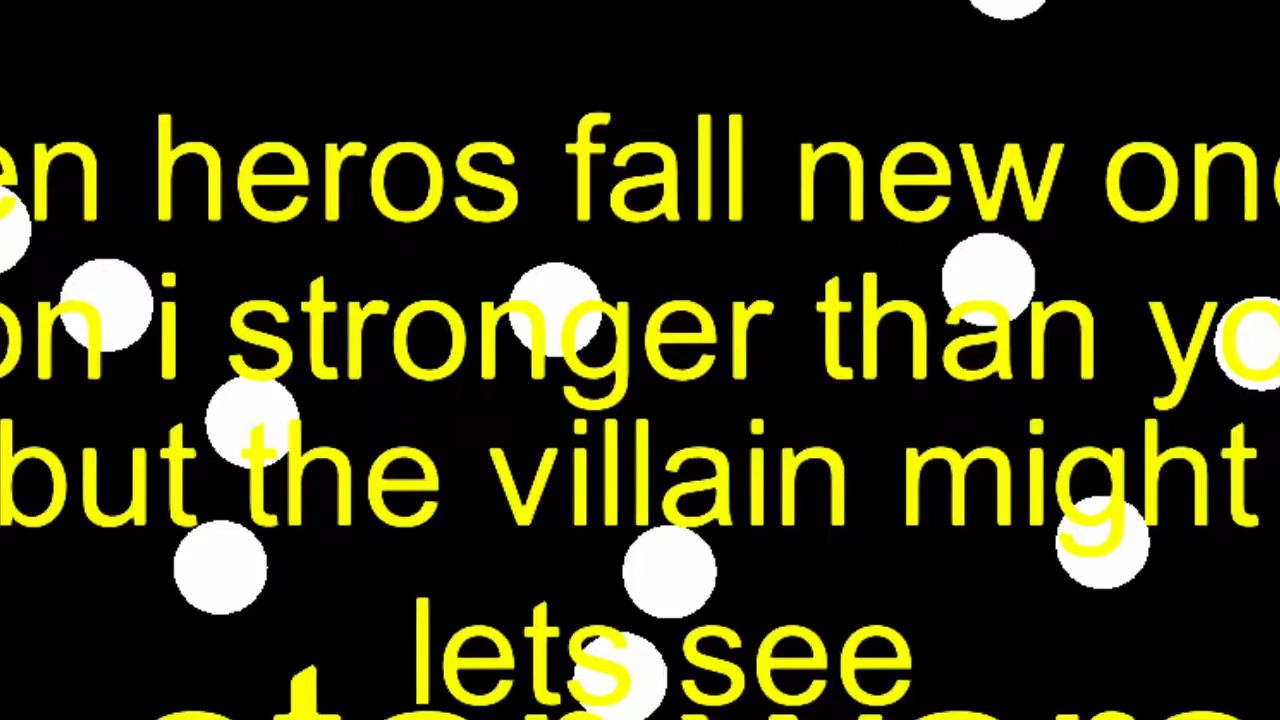 en heros fall new one
on i stronger than yo
but the villain might
lets see